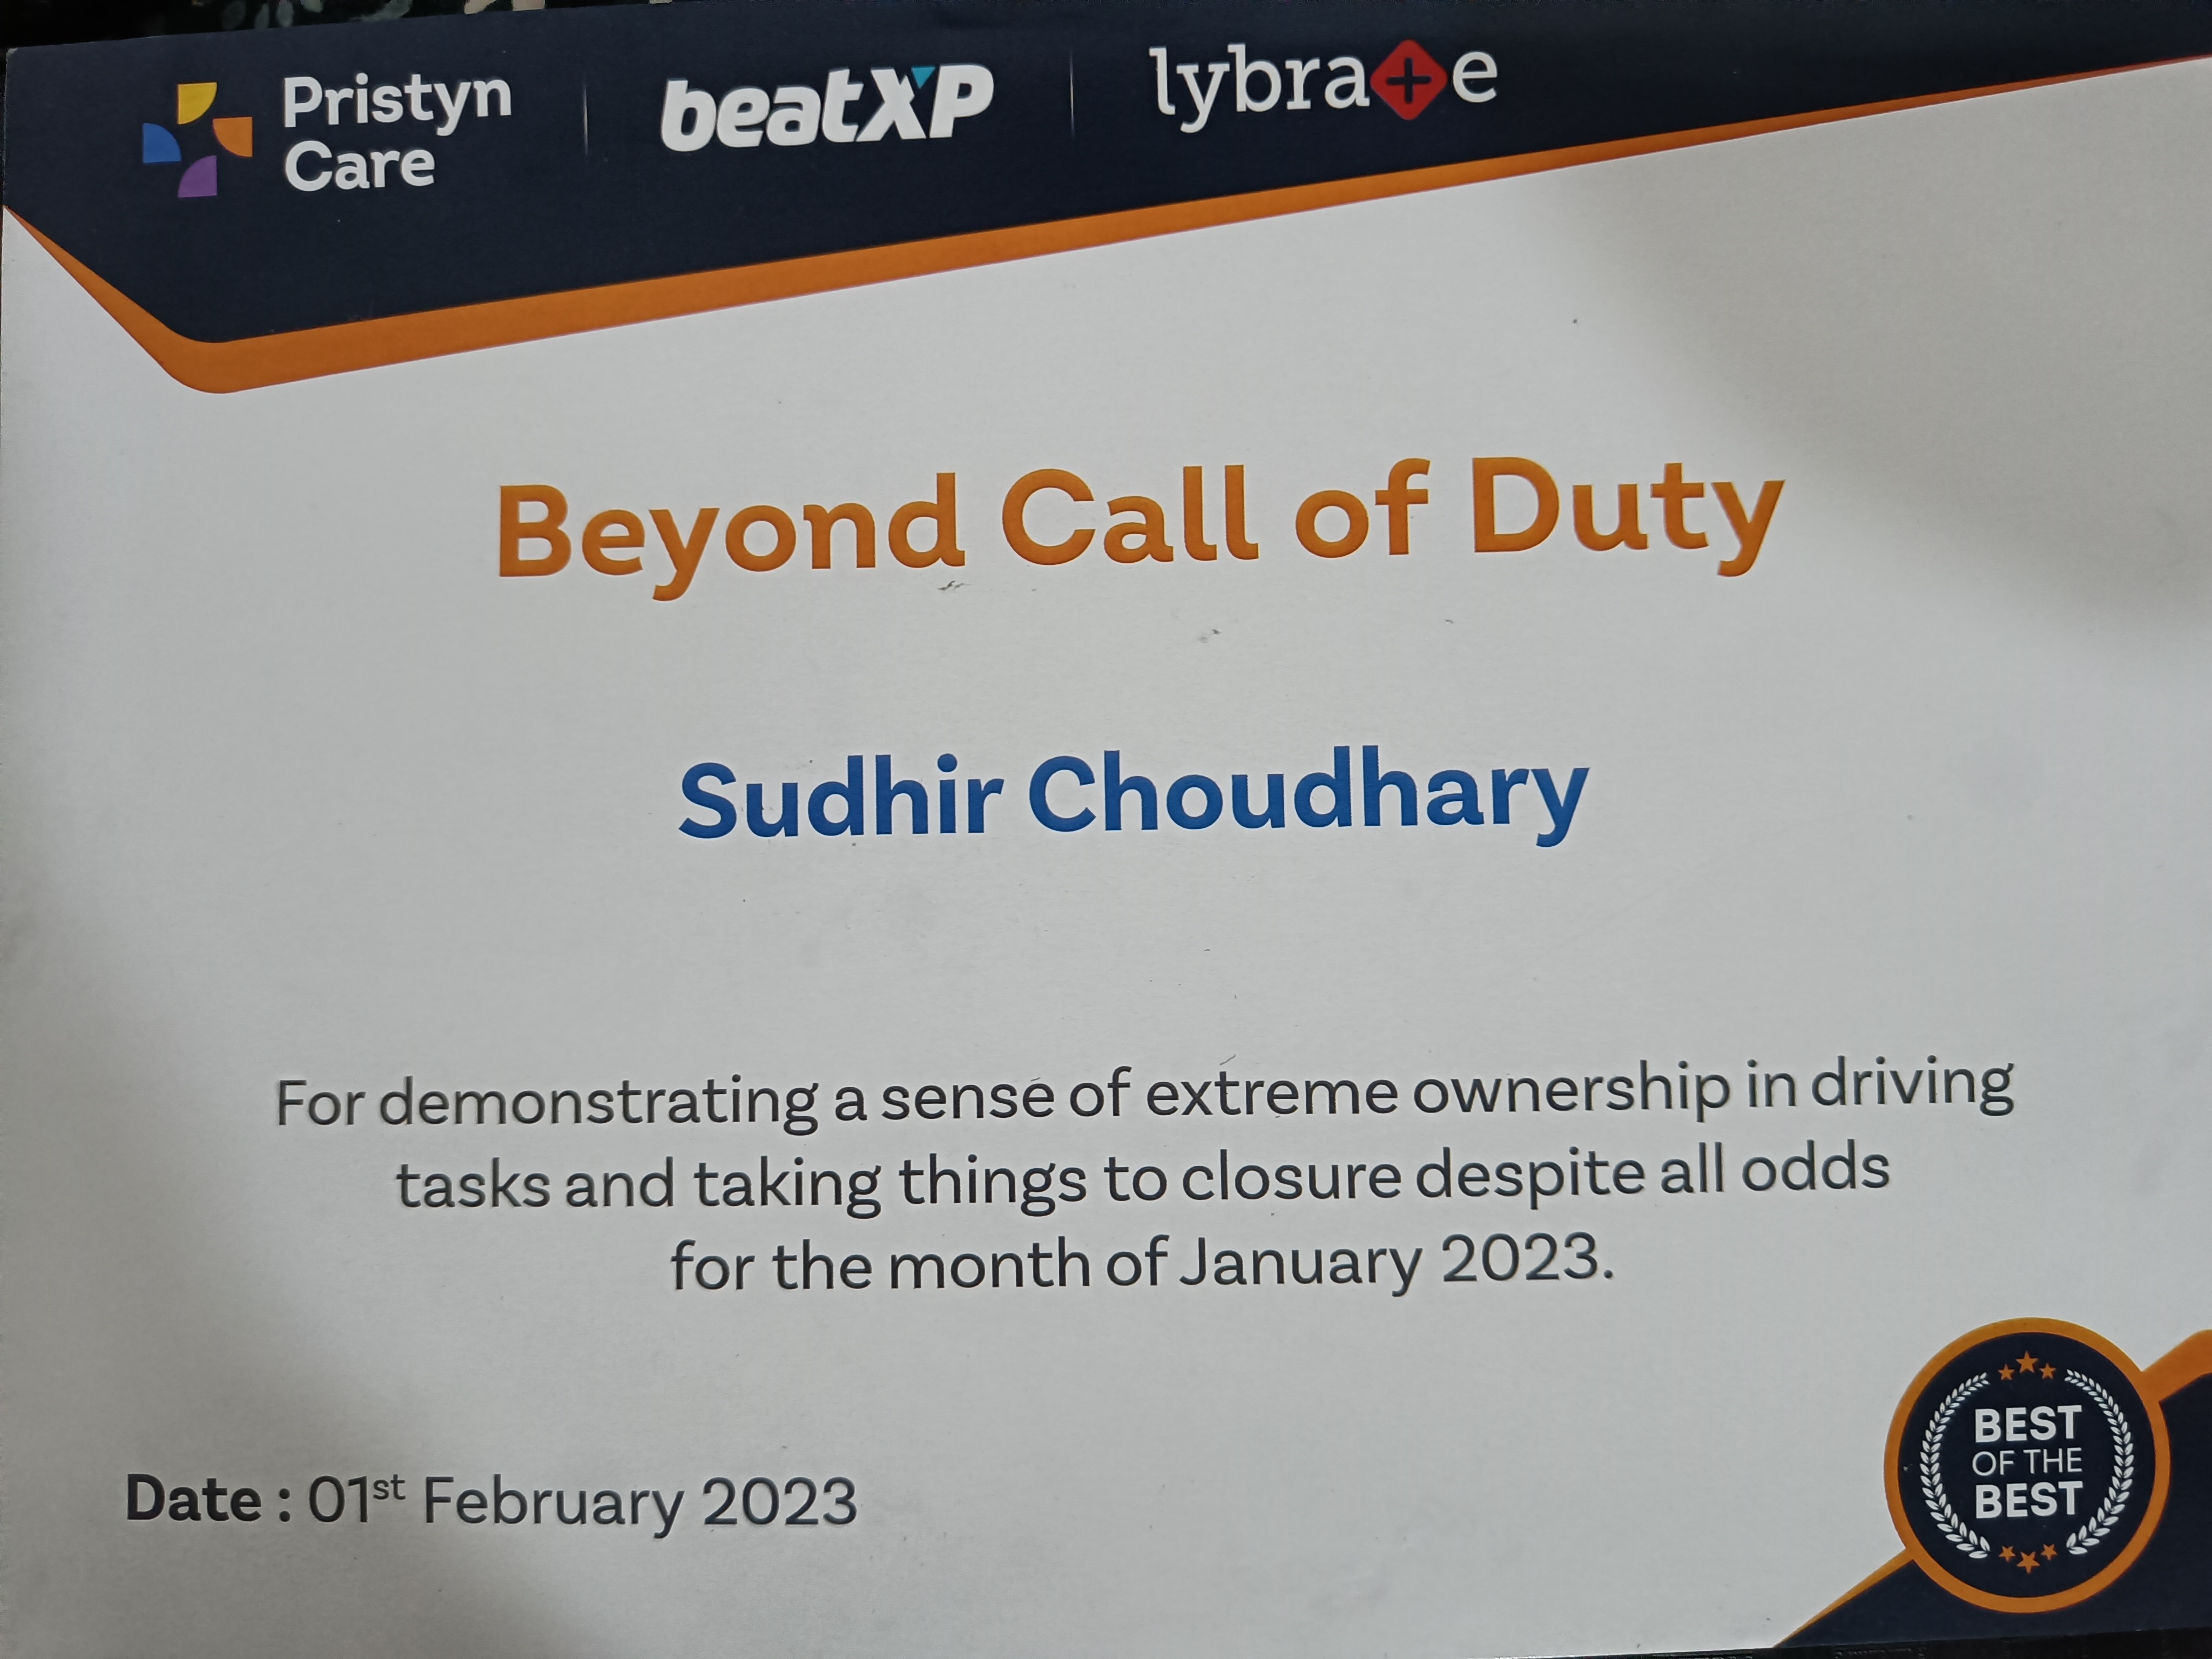 Pristyn
Care
beatXP
lybrate
Beyond Call of Duty
Sudhir Choudhary
For demonstrating a sense of extreme ownership in driving
tasks and taking things to closure despite all odds
for the month of January 2023.
Date : 01st February 2023
BEST
OF THE
BEST